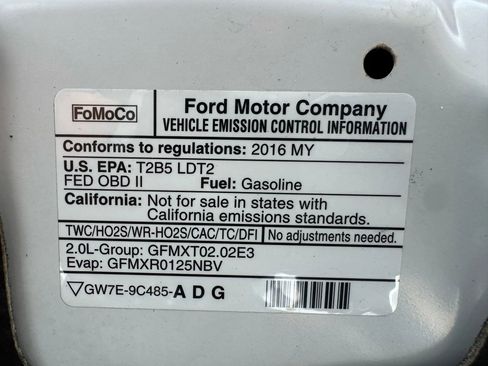 FoMoCo
Ford Motor Company
VEHICLE EMISSION CONTROL INFORMATION
Conforms to regulations: 2016 MY
U.S. EPA: T2B5 LDT2
FED OBD II Fuel: Gasoline
California: Not for sale in states with
California emissions standards.
TWC/HO2S/WR-HO2S/CAC/TC/DFI No adjustments needed.
2.0L-Group: GFMXT02.02E3
Evap: GFMXR0125NBV
▽GW7E-9C485-A D G